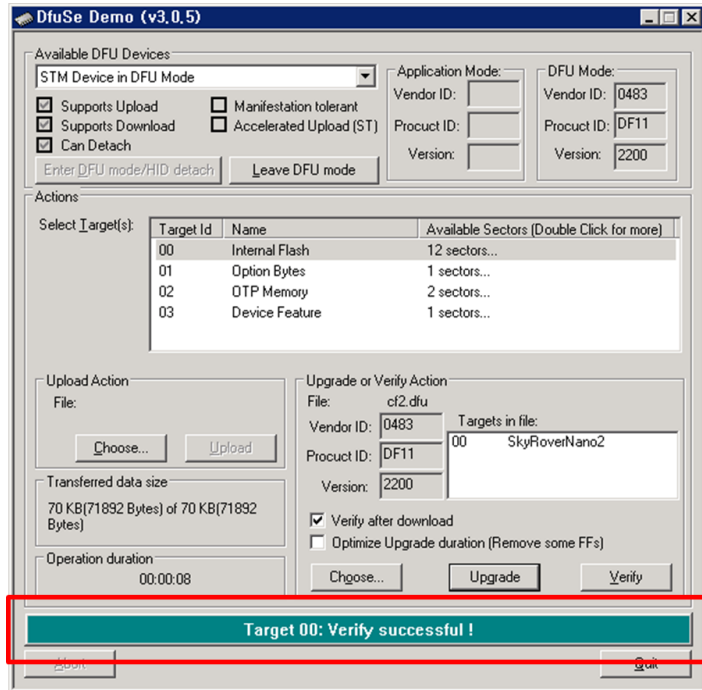 DfuSe Demo (v3.0.5)
Available DFU Devices
STM Device in DFU Mode
Supports Upload
Manifestation tolerant
Supports Download
Accelerated Upload (ST)
Can Detach
Enter DFU mode/HID detach
Leave DFU mode
Application Mode:
Vendor ID:
Procuct ID:
Version:
DFU Mode:
Vendor ID: 0483
Procuct ID: DF11
Version: 2200
Actions
Select Target(s):
Target Id Name Available Sectors (Double Click for more)
00 Internal Flash 12 sectors...
01 Option Bytes 1 sectors...
02 OTP Memory 2 sectors...
03 Device Feature 1 sectors...
Upload Action
File:
Choose... Upload
Transferred data size
70 KB(71892 Bytes) of 70 KB(71892
Bytes)
Operation duration
00:00:08
Upgrade or Verify Action
File: cf2.dfu
Vendor ID: 0483
Procuct ID: DF11
Version: 2200
Targets in file:
00 SkyRoverNano2
Verify after download
Optimize Upgrade duration (Remove some FFs)
Choose... Upgrade Verify
Target 00: Verify successful !
Abort Quit